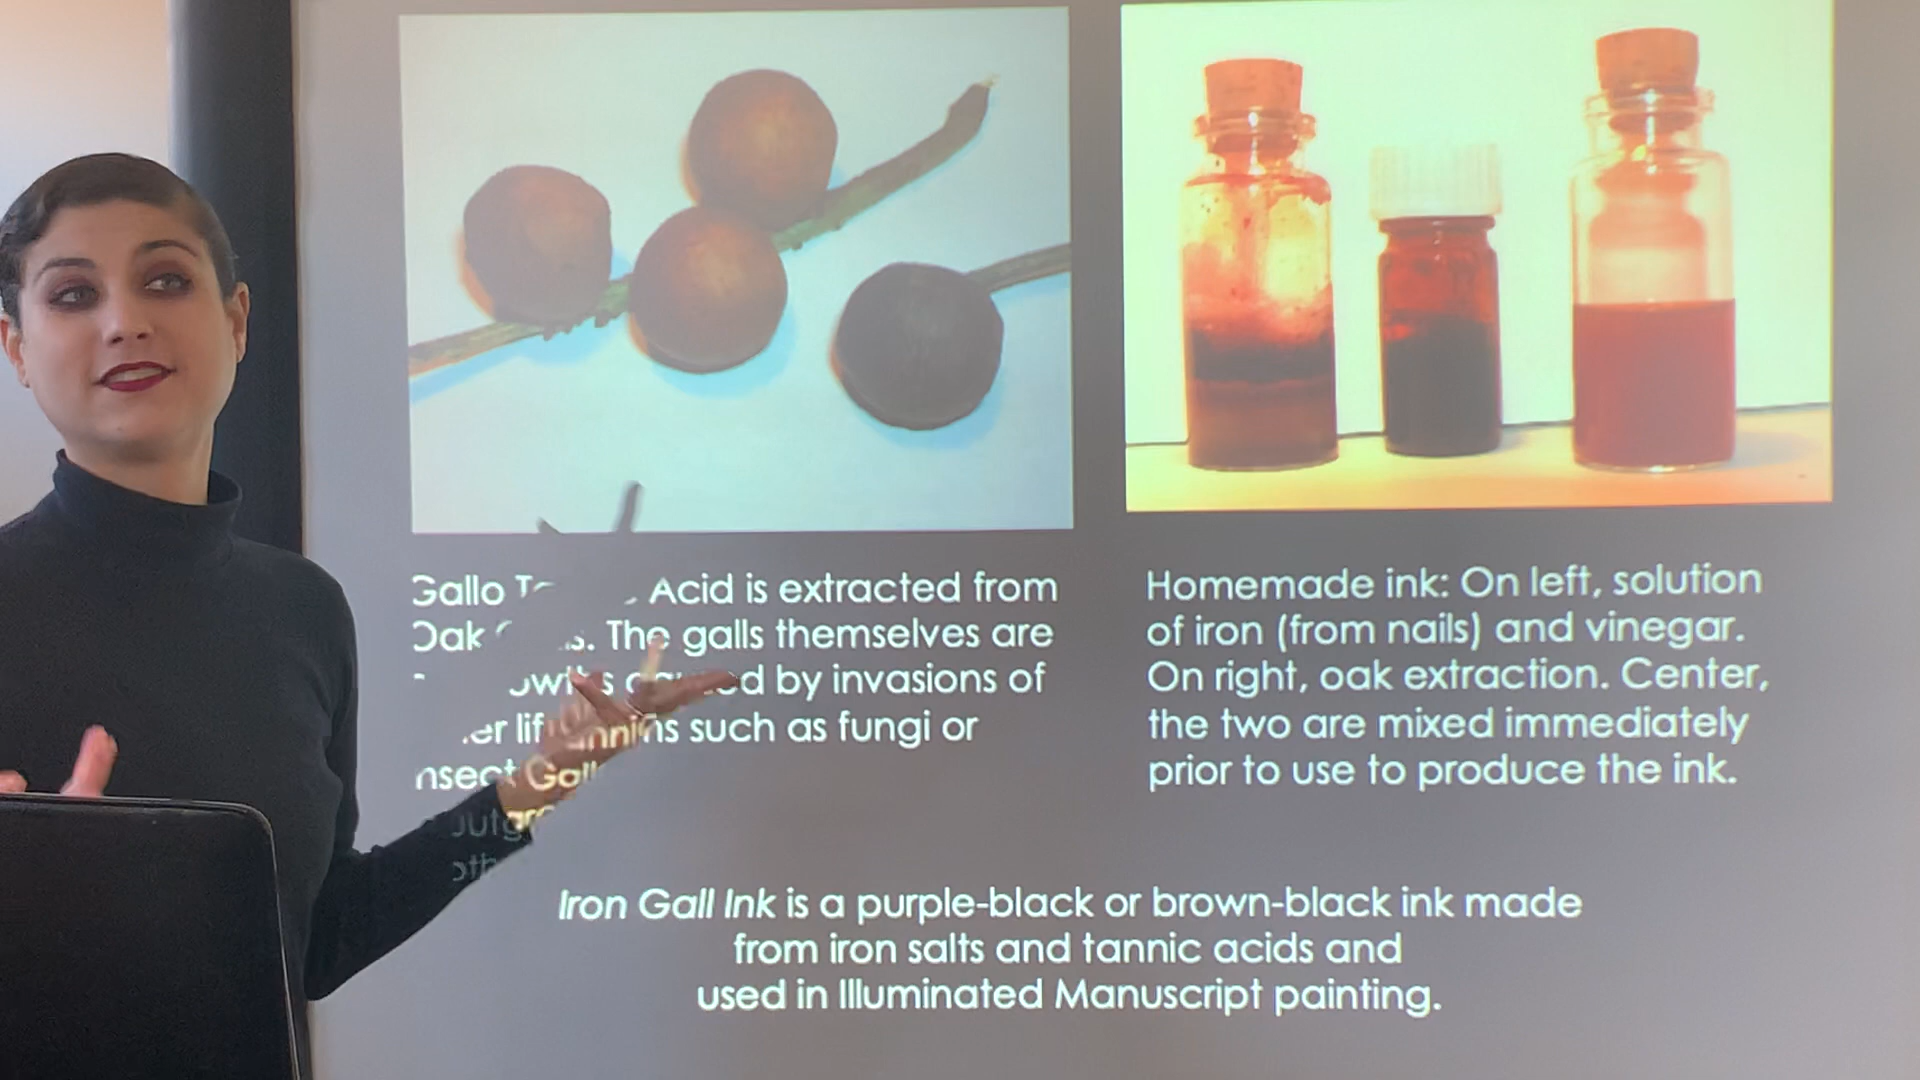 Gallo Acid is extracted from
Oak The galls themselves are
by invasions of
such as fungi or
Homemade ink: On left, solution
of iron (from nails) and vinegar.
On right, oak extraction. Center,
the two are mixed immediately
prior to use to produce the ink.
Iron Gall Ink is a purple-black or brown-black ink made
from iron salts and tannic acids and
used in Illuminated Manuscript painting.